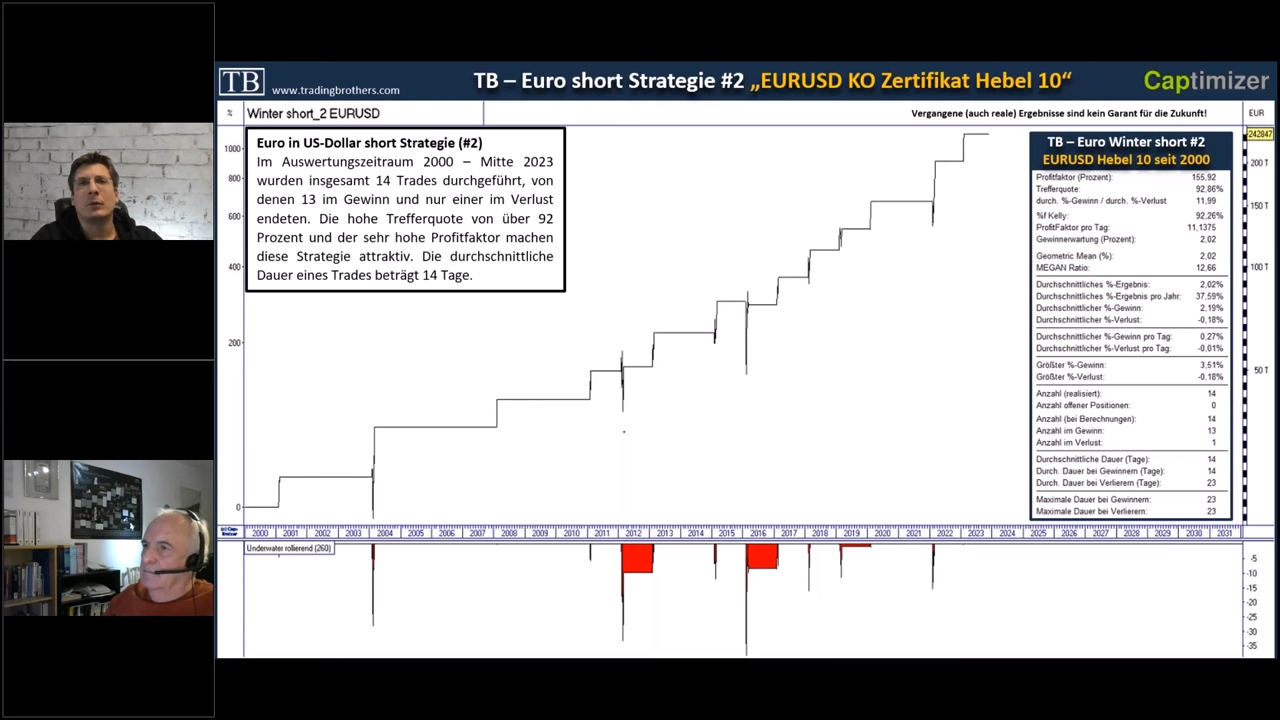 TB www.tradingbrothers.com
TB – Euro short Strategie #2 „EURUSD KO Zertifikat Hebel 10“
Captimizer
% Winter short_2 EURUSD
Vergangene (auch reale) Ergebnisse sind kein Garant für die Zukunft!
EUR
Euro in US-Dollar short Strategie (#2)
Im Auswertungszeitraum 2000 – Mitte 2023
wurden insgesamt 14 Trades durchgeführt, von
denen 13 im Gewinn und nur einer im Verlust
endeten. Die hohe Trefferquote von über 92
Prozent und der sehr hohe Profitfaktor machen
diese Strategie attraktiv. Die durchschnittliche
Dauer eines Trades beträgt 14 Tage.
1000
800
600
400
200
0
TB – Euro Winter short #2
EURUSD Hebel 10 seit 2000
Profitfaktor (Prozent): 155,92
Trefferquote: 92,86%
durch. %-Gewinn / durch. %-Verlust 11,99
%f Kelly: 92,26%
ProfitFaktor pro Tag: 11,1375
Gewinnerwartung (Prozent): 2,02
Geometric Mean (%): 2,02
MEGAN Ratio: 12,66
Durchschnittliches %-Ergebnis: 2,02%
Durchschnittliches %-Ergebnis pro Jahr: 37,59%
Durchschnittlicher %-Gewinn: 2,19%
Durchschnittlicher %-Verlust: -0,18%
Durchschnittlicher %-Gewinn pro Tag: 0,27%
Durchschnittlicher %-Verlust pro Tag: -0,01%
Größter %-Gewinn: 3,51%
Größter %-Verlust: -0,18%
Anzahl (realisiert): 14
Anzahl offener Positionen: 0
Anzahl (bei Berechnungen): 14
Anzahl im Gewinn: 13
Anzahl im Verlust: 1
Durchschnittliche Dauer (Tage): 14
Durch. Dauer bei Gewinnern (Tage): 14
Durch. Dauer bei Verlierern (Tage): 23
Maximale Dauer bei Gewinnern: 23
Maximale Dauer bei Verlierern: 23
242847
200 T
150 T
100 T
50 T
2000 2001 2002 2003 2004 2005 2006 2007 2008 2009 2010 2011 2012 2013 2014 2015 2016 2017 2018 2019 2020 2021 2022 2023 2024 2025 2026 2027 2028 2029 2030 2031
Underwater rollierend (260)
-5
-10
-15
-20
-25
-30
-35